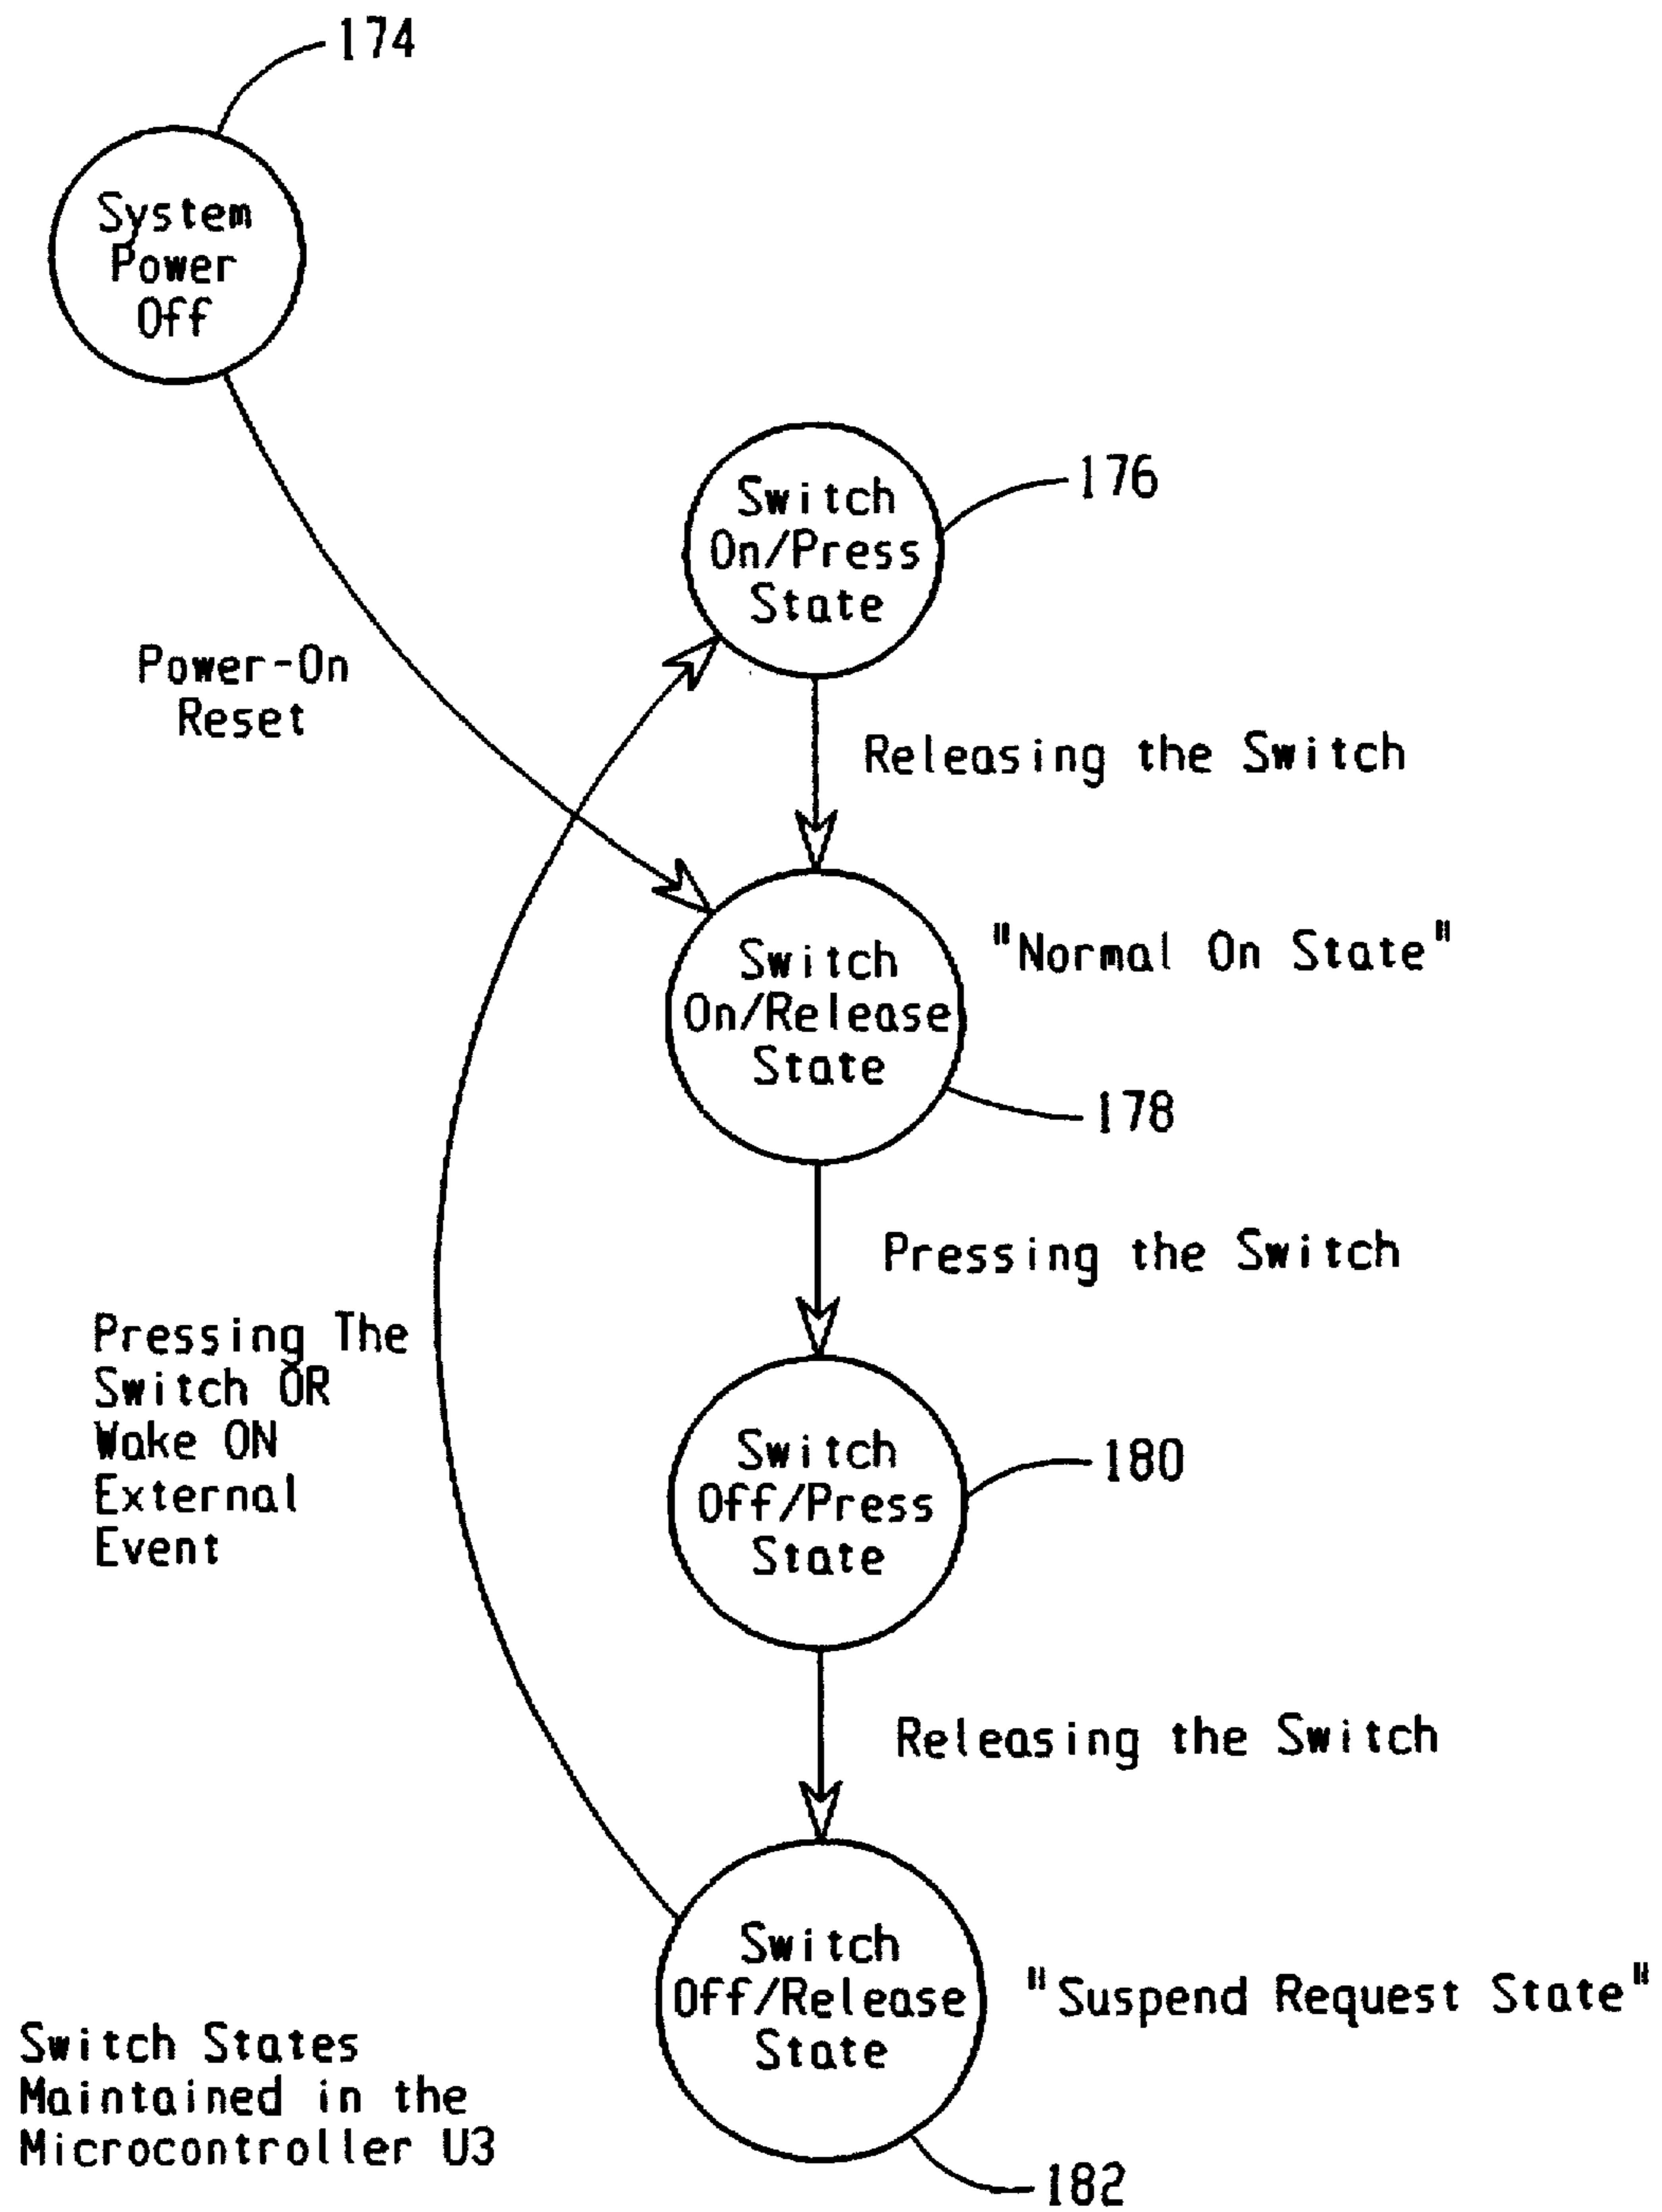 174
System
Power
Off
176
Switch
On/Press
State
Power-On
Reset
Releasing the Switch
Switch
On/Release
State
"Normal On State"
178
Pressing the Switch
Pressing The
Switch OR
Wake ON
External
Event
Switch
Off/Press
State
180
Releasing the Switch
Switch
Off/Release
State
"Suspend Request State"
182
Switch States
Maintained in the
Microcontroller U3